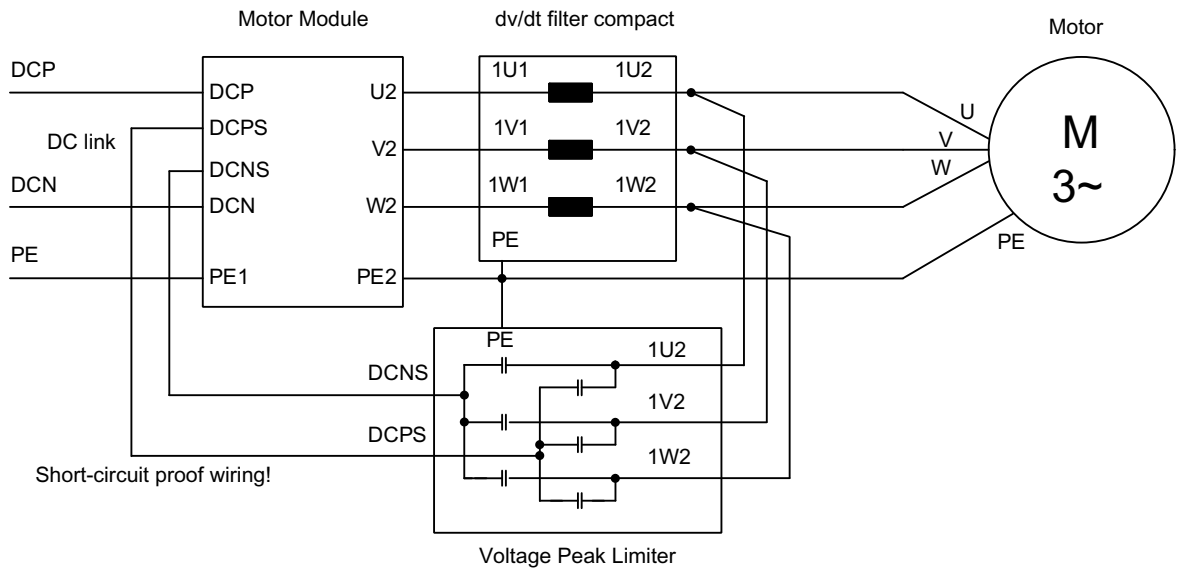 Motor Module
dv/dt filter compact
Motor
DCP
DCP
U2
1U1
1U2
U
DC link
DCPS
V2
1V1
1V2
V
M
3~
DCNS
W
DCN
DCN
W2
1W1
1W2
PE
PE
PE
PE1
PE2
PE
1U2
DCNS
1V2
DCPS
1W2
Short-circuit proof wiring!
Voltage Peak Limiter